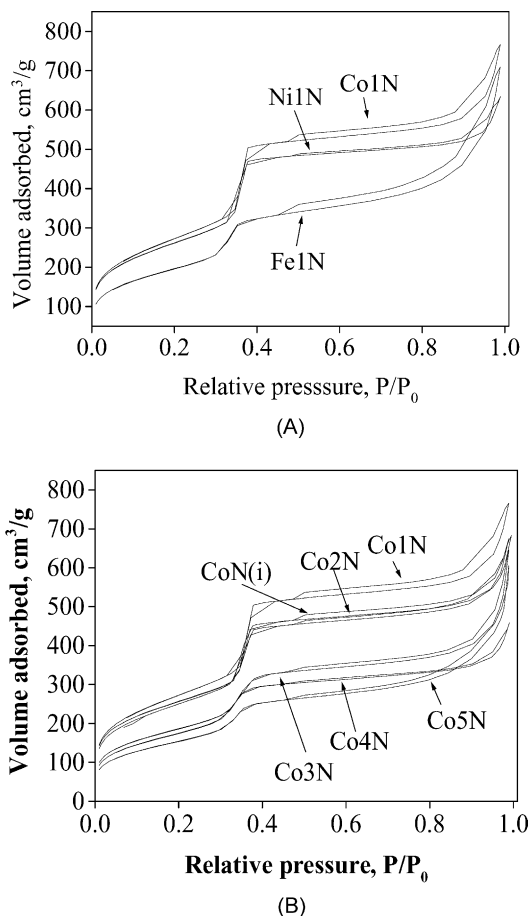 800
700
600
500
400
300
200
100
Volume adsorbed, cm³/g
Co1N
Ni1N
Fe1N
0.0 0.2 0.4 0.6 0.8 1.0
Relative presssure, P/P₀
(A)
800
700
600
500
400
300
200
100
0
Volume adsorbed, cm³/g
Co1N
Co2N
CoN(i)
Co5N
Co4N
Co3N
0.0 0.2 0.4 0.6 0.8 1.0
Relative pressure, P/P₀
(B)